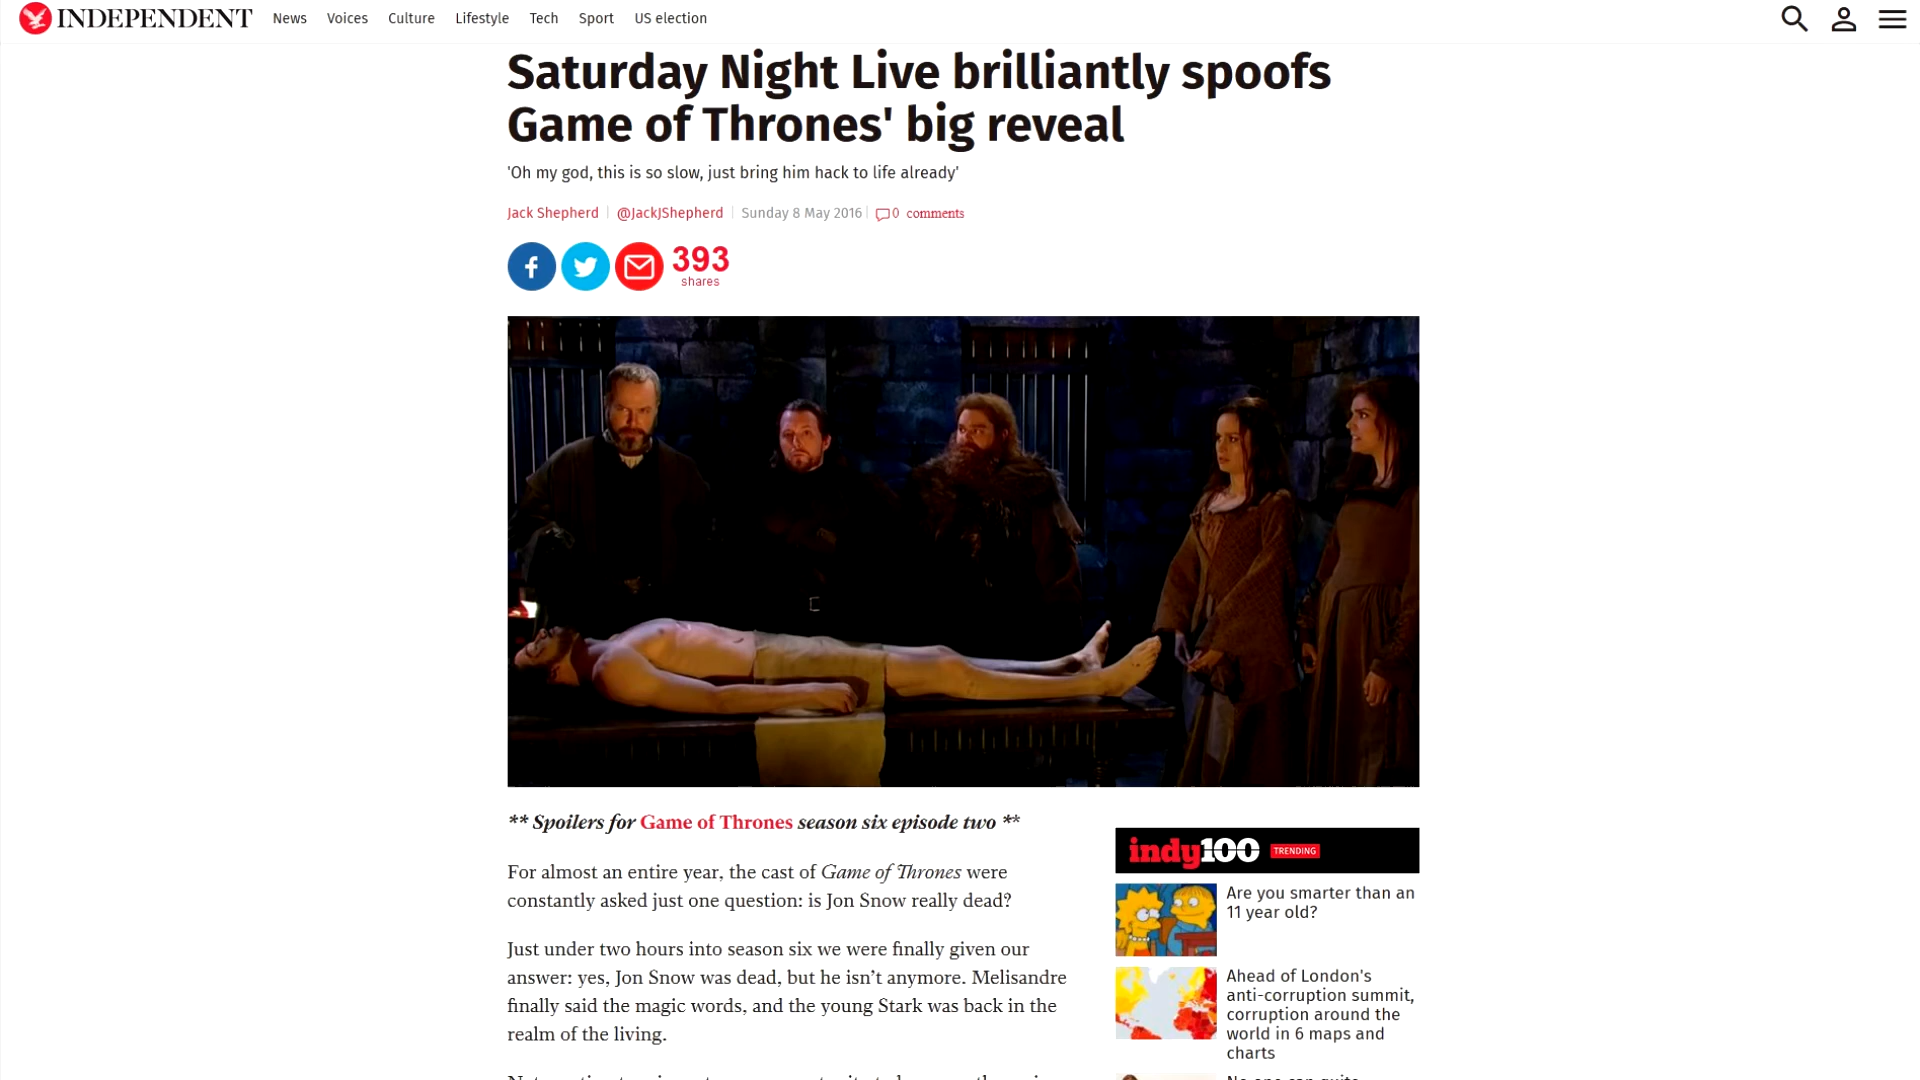 INDEPENDENT News Voices Culture Lifestyle Tech Sport US election
Saturday Night Live brilliantly spoofs
Game of Thrones' big reveal
'Oh my god, this is so slow, just bring him hack to life already'
Jack Shepherd @JackJShepherd Sunday 8 May 2016 0 comments
393
shares
** Spoilers for Game of Thrones season six episode two **
For almost an entire year, the cast of Game of Thrones were
constantly asked just one question: is Jon Snow really dead?
Just under two hours into season six we were finally given our
answer: yes, Jon Snow was dead, but he isn’t anymore. Melisandre
finally said the magic words, and the young Stark was back in the
realm of the living.
indy100 TRENDING
Are you smarter than an
11 year old?
Ahead of London's
anti-corruption summit,
corruption around the
world in 6 maps and
charts